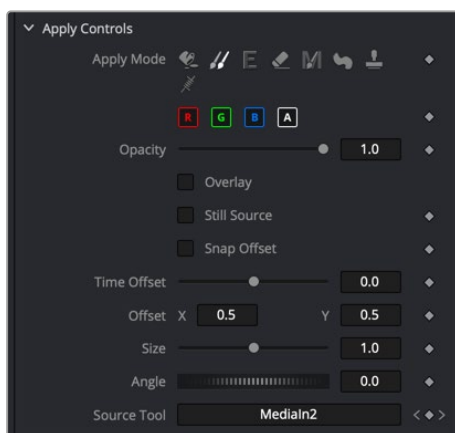 Apply Controls
Apply Mode E M
R G B A
Opacity 1.0
Overlay
Still Source
Snap Offset
Time Offset 0.0
Offset X 0.5 Y 0.5
Size 1.0
Angle 0.0
Source Tool MediaIn2